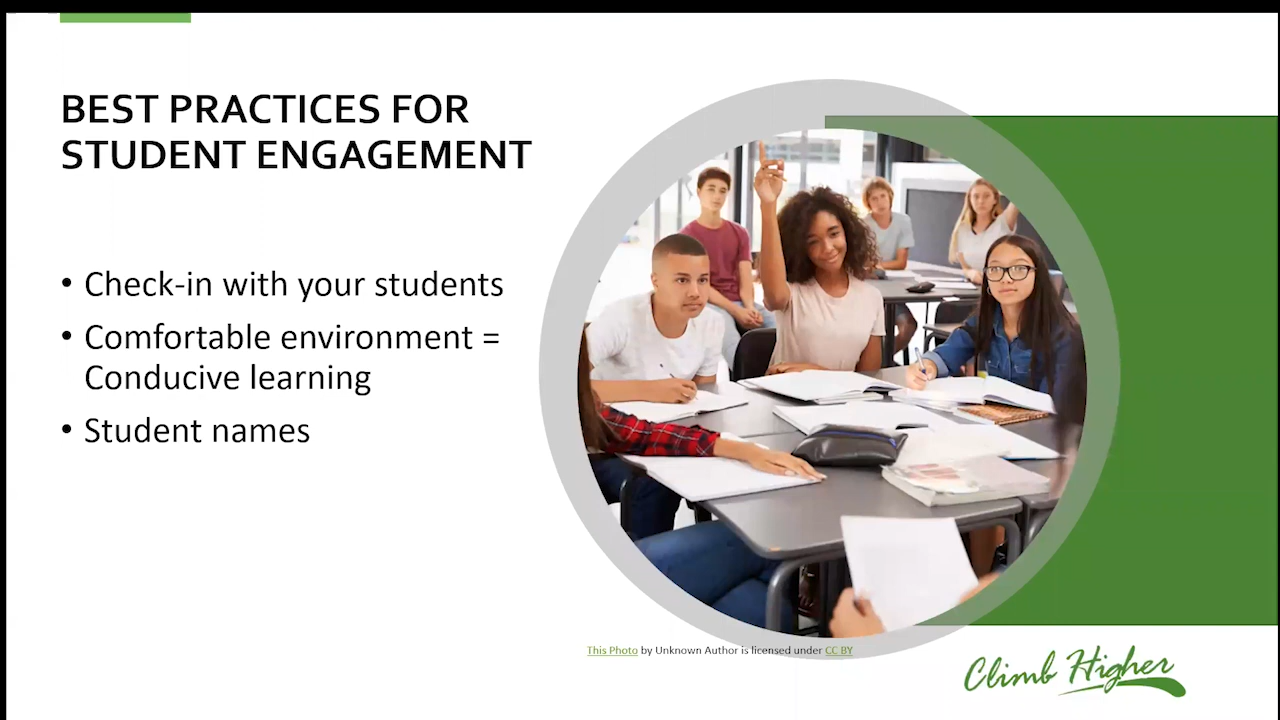 BEST PRACTICES FOR
STUDENT ENGAGEMENT
• Check-in with your students
• Comfortable environment =
Conducive learning
• Student names
This Photo by Unknown Author is licensed under CC BY
Climb Higher